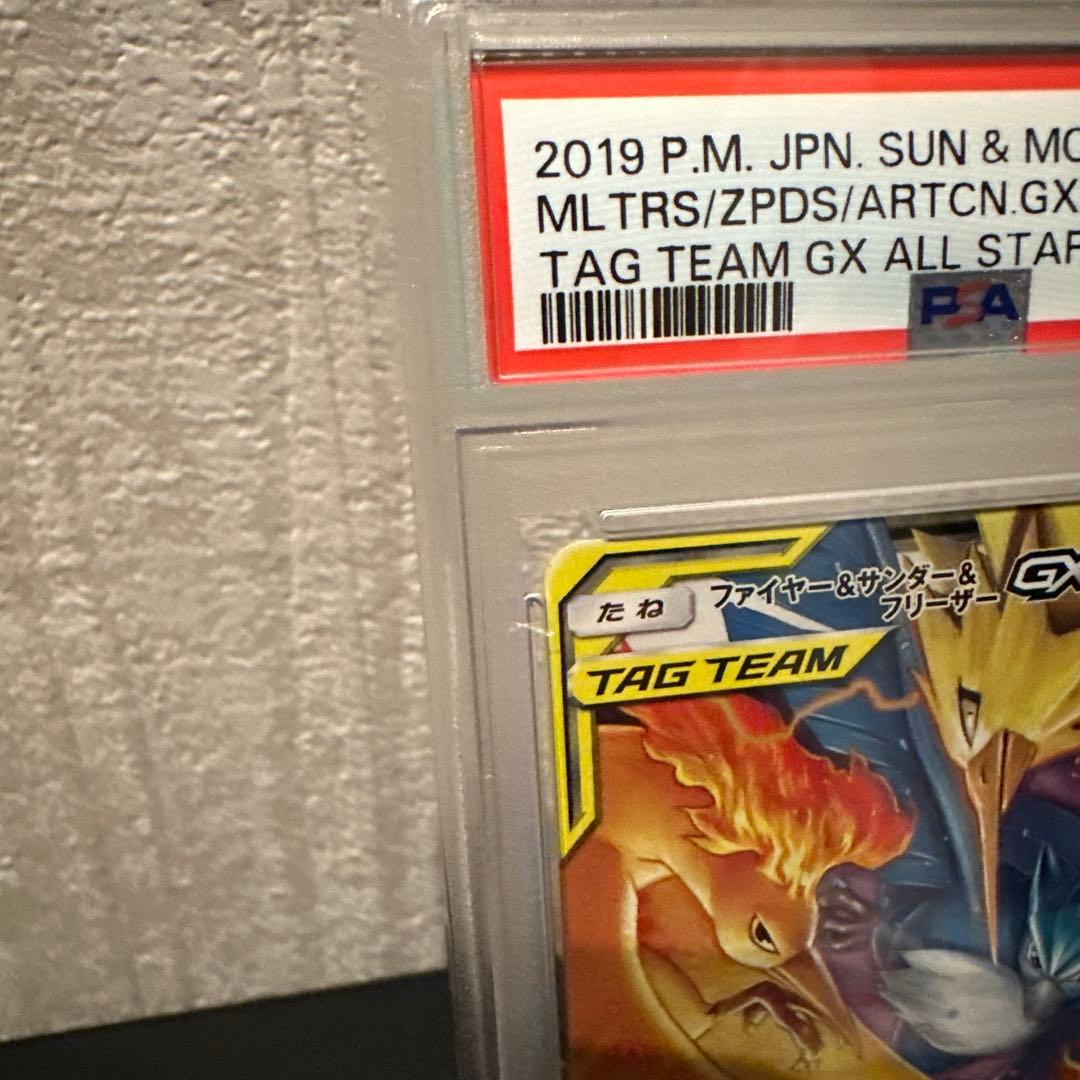 2019 P.M. JPN. SUN & MO
MLTRS/ZPDS/ARTCN.GX
TAG TEAM GX ALL STAR
PSA
たね
ファイヤー&サンダー&
フリーザー GX
TAG TEAM